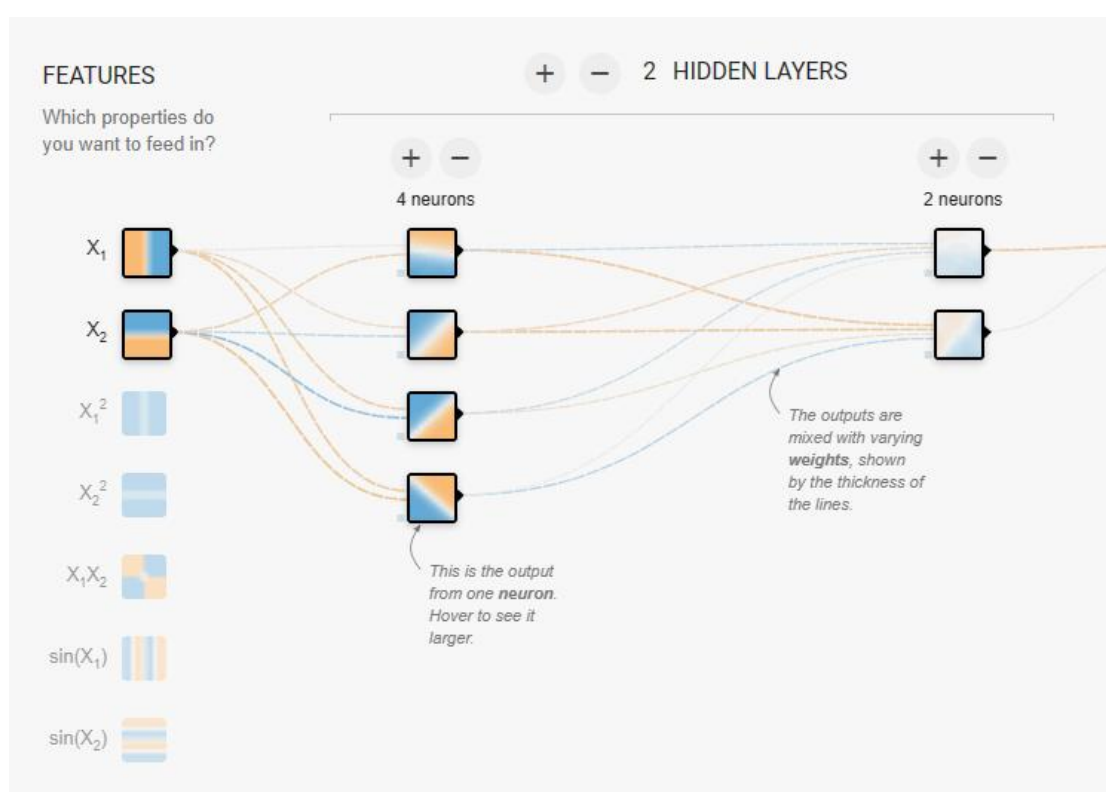 FEATURES
Which properties do
you want to feed in?
+ − 2 HIDDEN LAYERS
+ −
4 neurons
+ −
2 neurons
X₁
X₂
X₁²
X₂²
X₁X₂
sin(X₁)
sin(X₂)
This is the output
from one neuron.
Hover to see it
larger.
The outputs are
mixed with varying
weights, shown
by the thickness of
the lines.